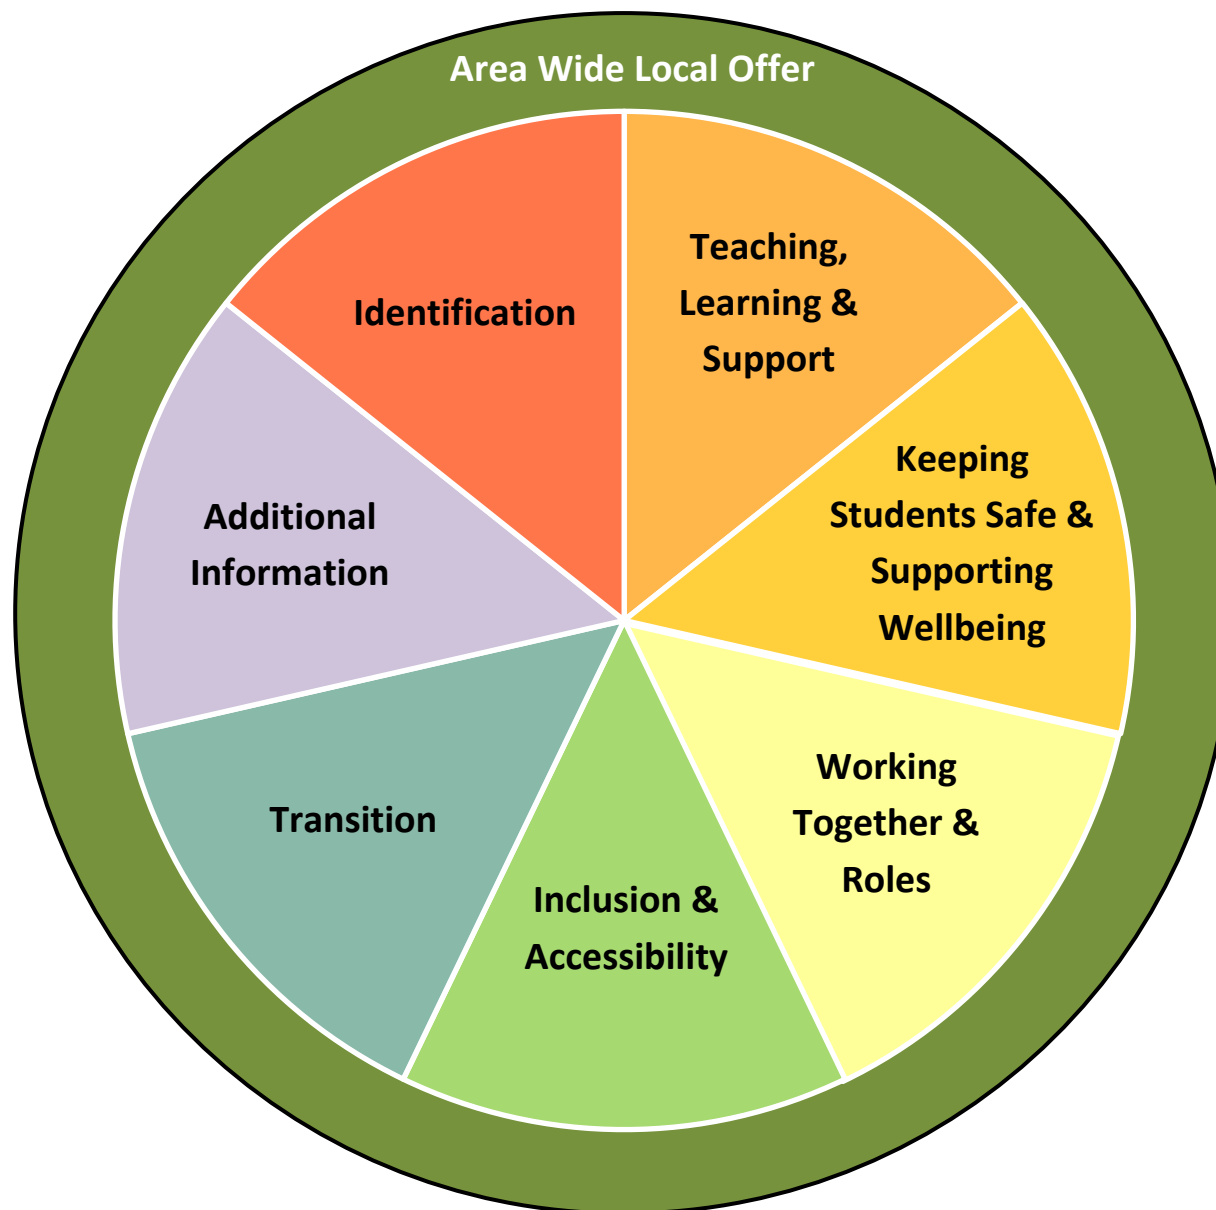 Area Wide Local Offer
Teaching,
Learning &
Support
Keeping
Students Safe &
Supporting
Wellbeing
Working
Together &
Roles
Inclusion &
Accessibility
Transition
Additional
Information
Identification